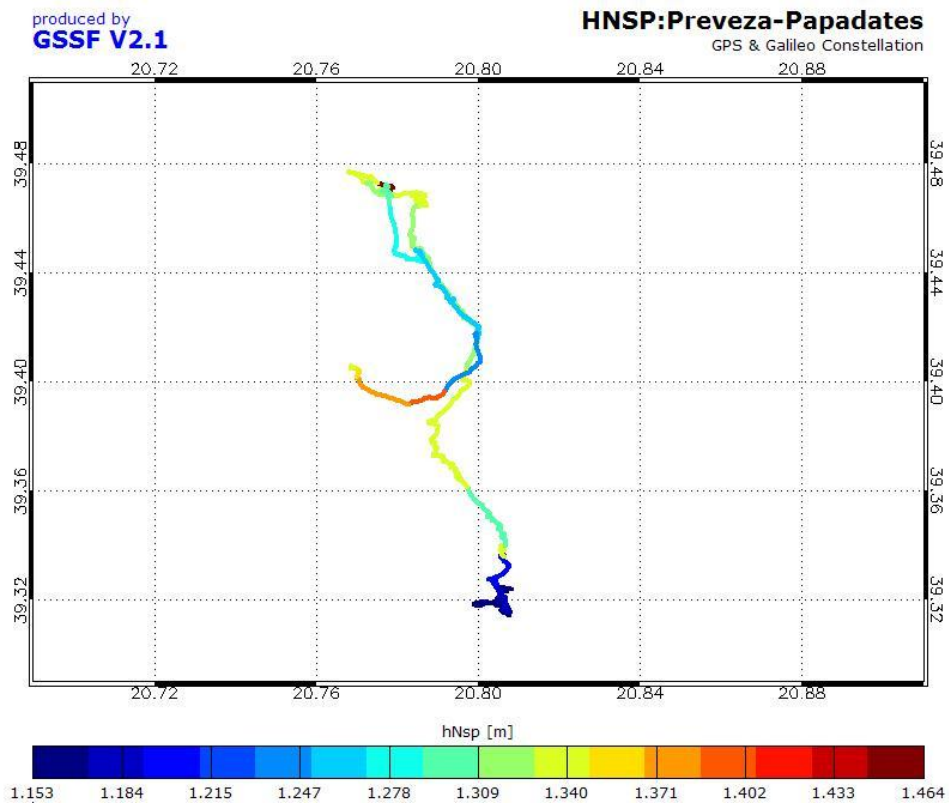 produced by
GSSF V2.1
HNSP:Preveza-Papadates
GPS & Galileo Constellation
20.72 20.76 20.80 20.84 20.88
39.48 39.48
39.44 39.44
39.40 39.40
39.36 39.36
39.32 39.32
20.72 20.76 20.80 20.84 20.88
hNsp [m]
1.153 1.184 1.215 1.247 1.278 1.309 1.340 1.371 1.402 1.433 1.464